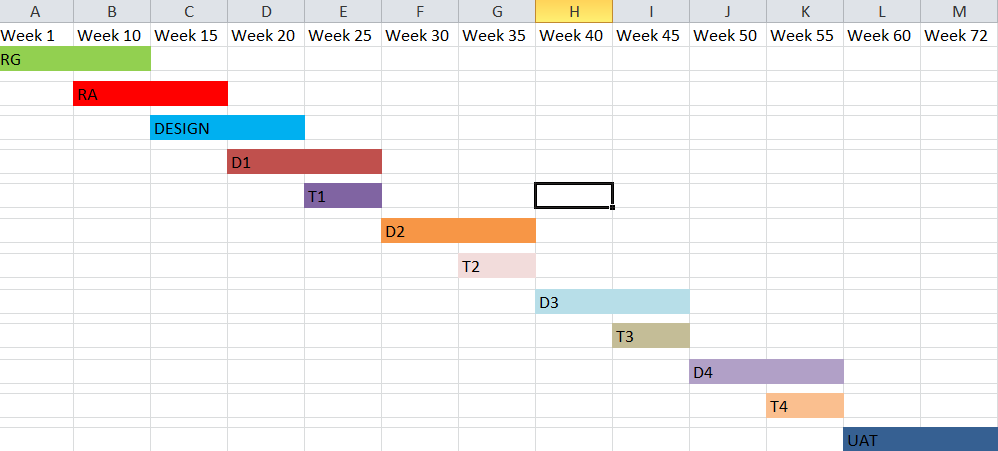 A B C D E F G H I J K L M
Week 1 Week 10 Week 15 Week 20 Week 25 Week 30 Week 35 Week 40 Week 45 Week 50 Week 55 Week 60 Week 72
RG
RA
DESIGN
D1
T1
D2
T2
D3
T3
D4
T4
UAT